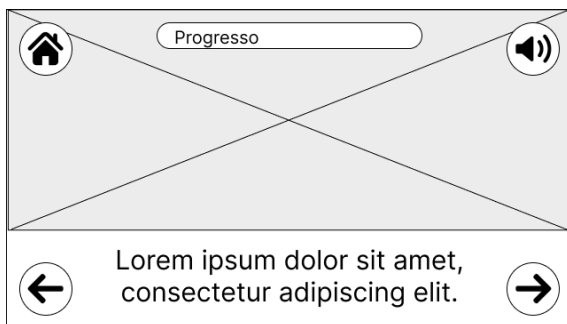 Progresso
Lorem ipsum dolor sit amet,
consectetur adipiscing elit.